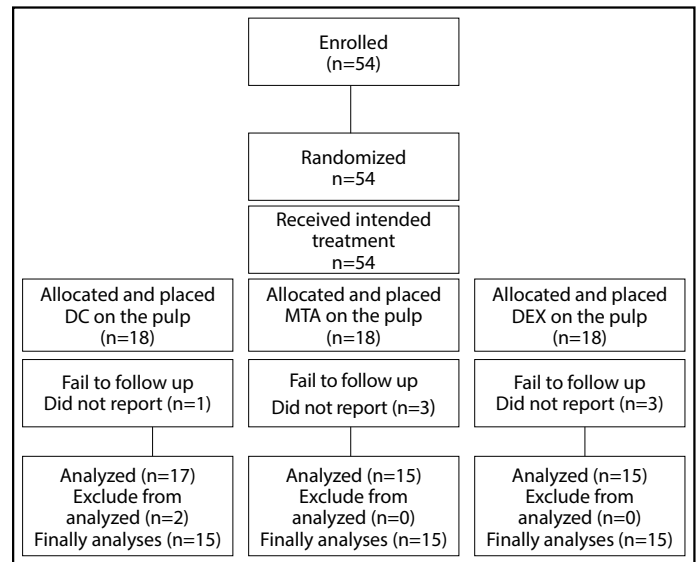 Enrolled
(n=54)
Randomized
n=54
Received intended
treatment
n=54
Allocated and placed
DC on the pulp
(n=18)
Allocated and placed
MTA on the pulp
(n=18)
Allocated and placed
DEX on the pulp
(n=18)
Fail to follow up
Did not report (n=1)
Fail to follow up
Did not report (n=3)
Fail to follow up
Did not report (n=3)
Analyzed (n=17)
Exclude from
analyzed (n=2)
Finally analyses (n=15)
Analyzed (n=15)
Exclude from
analyzed (n=0)
Finally analyses (n=15)
Analyzed (n=15)
Exclude from
analyzed (n=0)
Finally analyses (n=15)